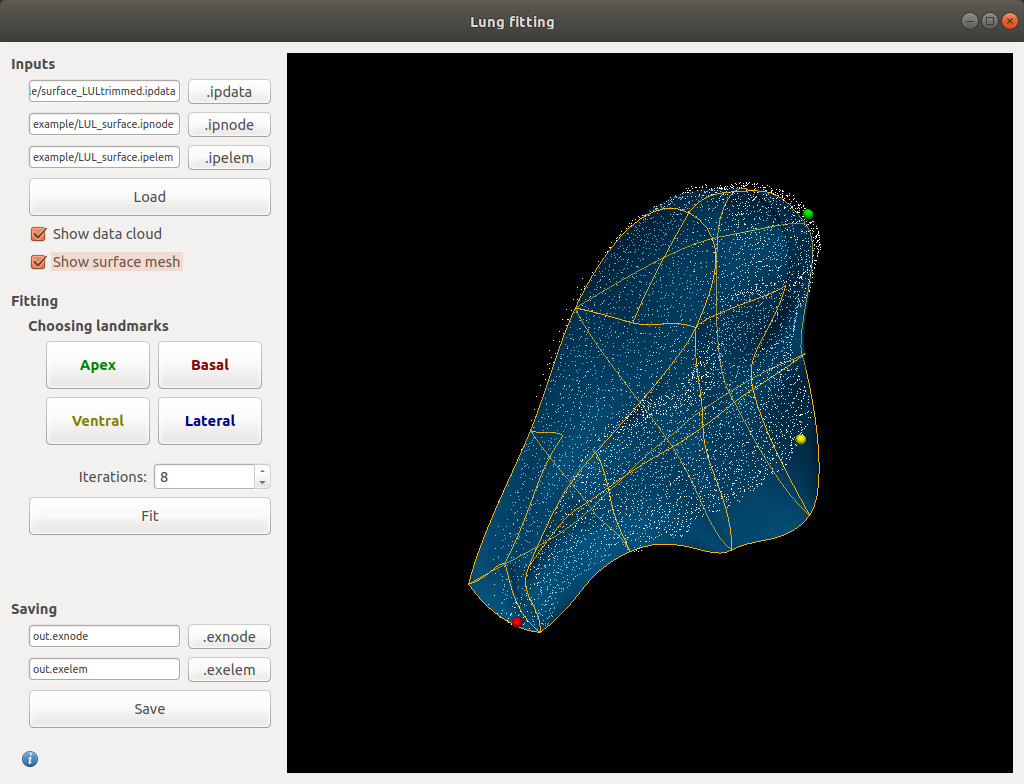 Lung fitting
Inputs
le/surface_LULtrimmed.ipdata .ipdata
example/LUL_surface.ipnode .ipnode
example/LUL_surface.ipelem .ipelem
Load
Show data cloud
Show surface mesh
Fitting
Choosing landmarks
Apex Basal
Ventral Lateral
Iterations: 8
Fit
Saving
out.exnode .exnode
out.exelem .exelem
Save
i